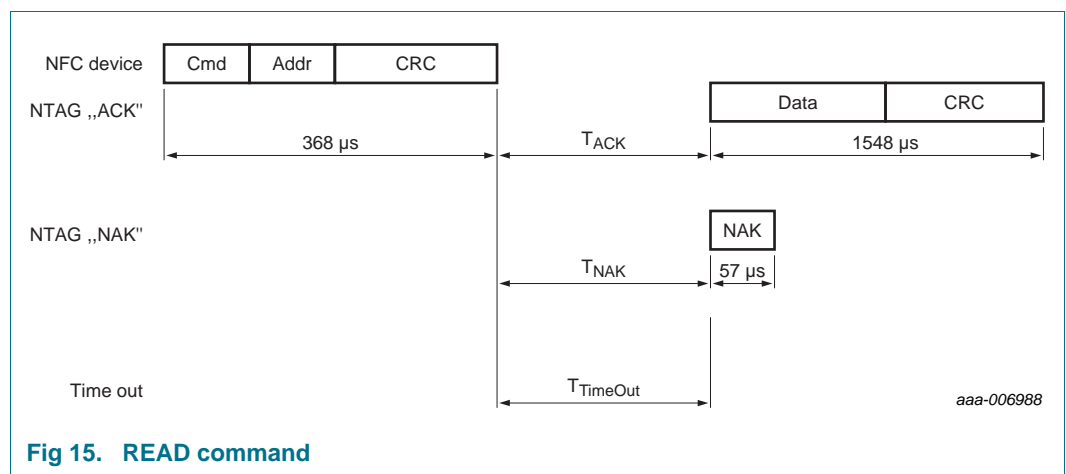 NFC device Cmd Addr CRC
NTAG ,,ACK" Data CRC
368 µs TACK 1548 µs
NTAG ,,NAK" NAK
TNAK 57 µs
Time out TTimeOut
aaa-006988
Fig 15. READ command